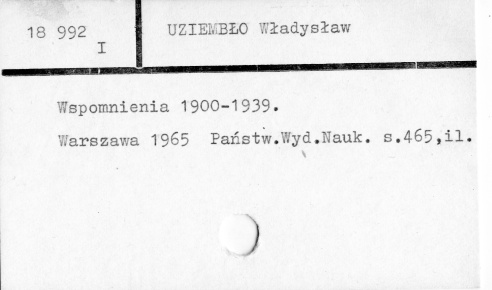 18 992
I
UZIEMBŁO Władysław
Wspomnienia 1900-1939.
Warszawa 1965 Państw.Wyd.Nauk. s.465,il.